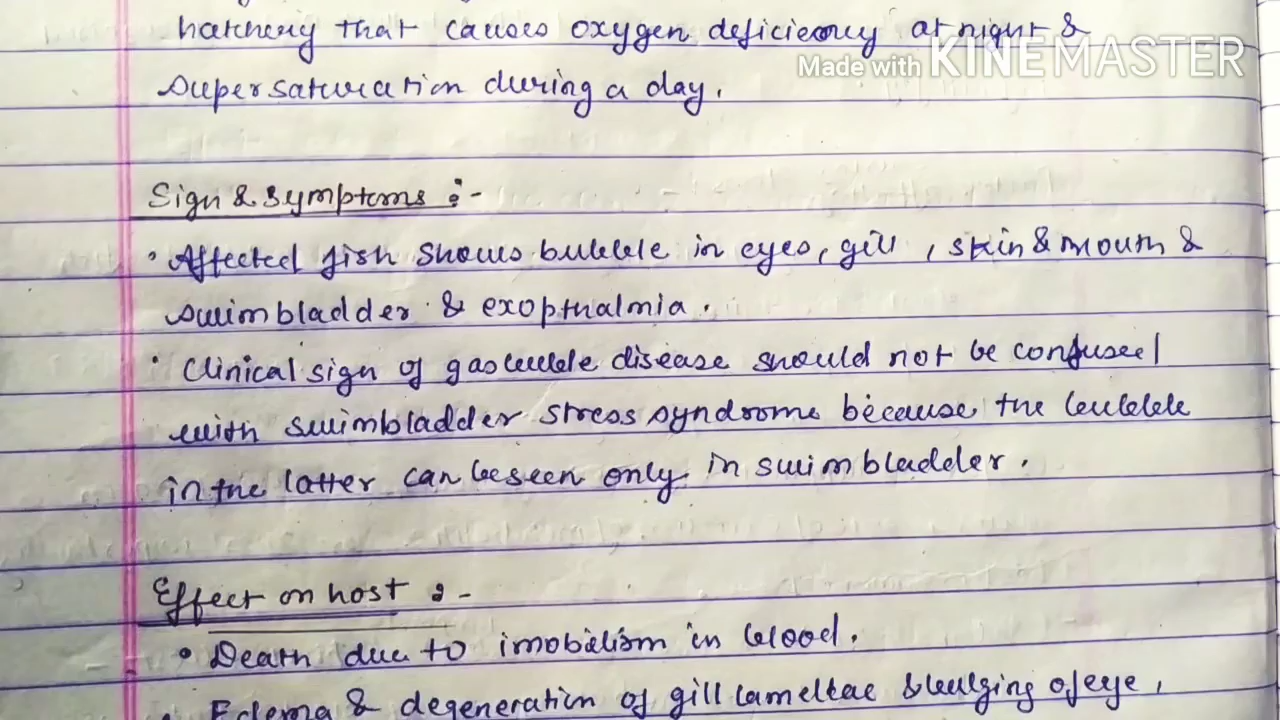 hatcheny that causes oxygen deficiency at night &
Made with KINEMASTER
supersaturation during a day.
Sign & symptoms :-
• Affected fish shows bubble in eyes, gill , skin & mouth &
swimbladder & exopthalmia.
• Clinical sign of gas bubble disease should not be confused
with swimbladder stress syndrome because the bubble
in the latter can be seen only in swimbladder.
Effect on host :-
• Death due to imobalism in blood.
• Edema & degeneration of gill lamellae & bulging of eye,